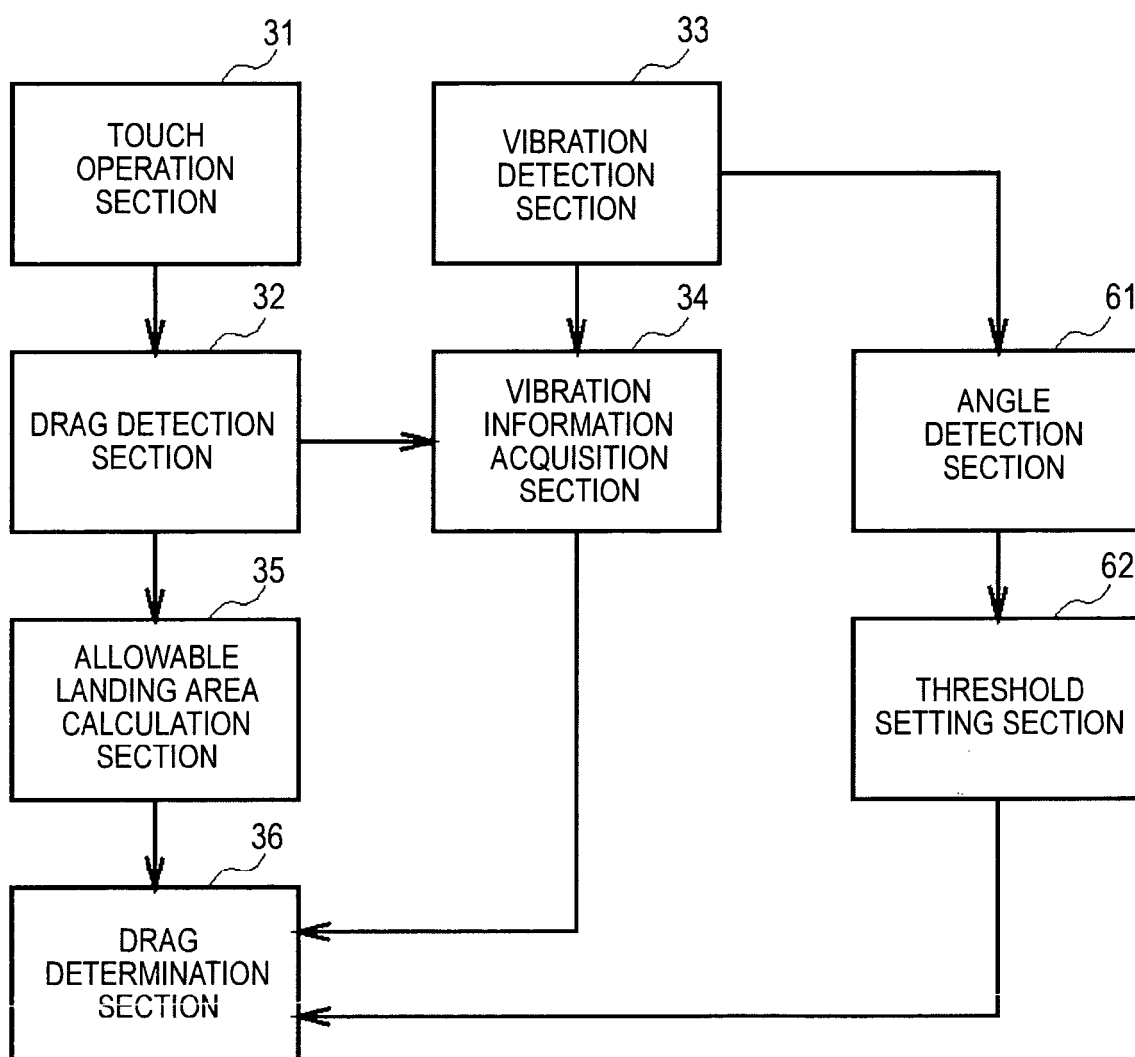 31
33
TOUCH
OPERATION
SECTION
VIBRATION
DETECTION
SECTION
32
34
61
DRAG DETECTION
SECTION
VIBRATION
INFORMATION
ACQUISITION
SECTION
ANGLE
DETECTION
SECTION
35
62
ALLOWABLE
LANDING AREA
CALCULATION
SECTION
THRESHOLD
SETTING SECTION
36
DRAG
DETERMINATION
SECTION